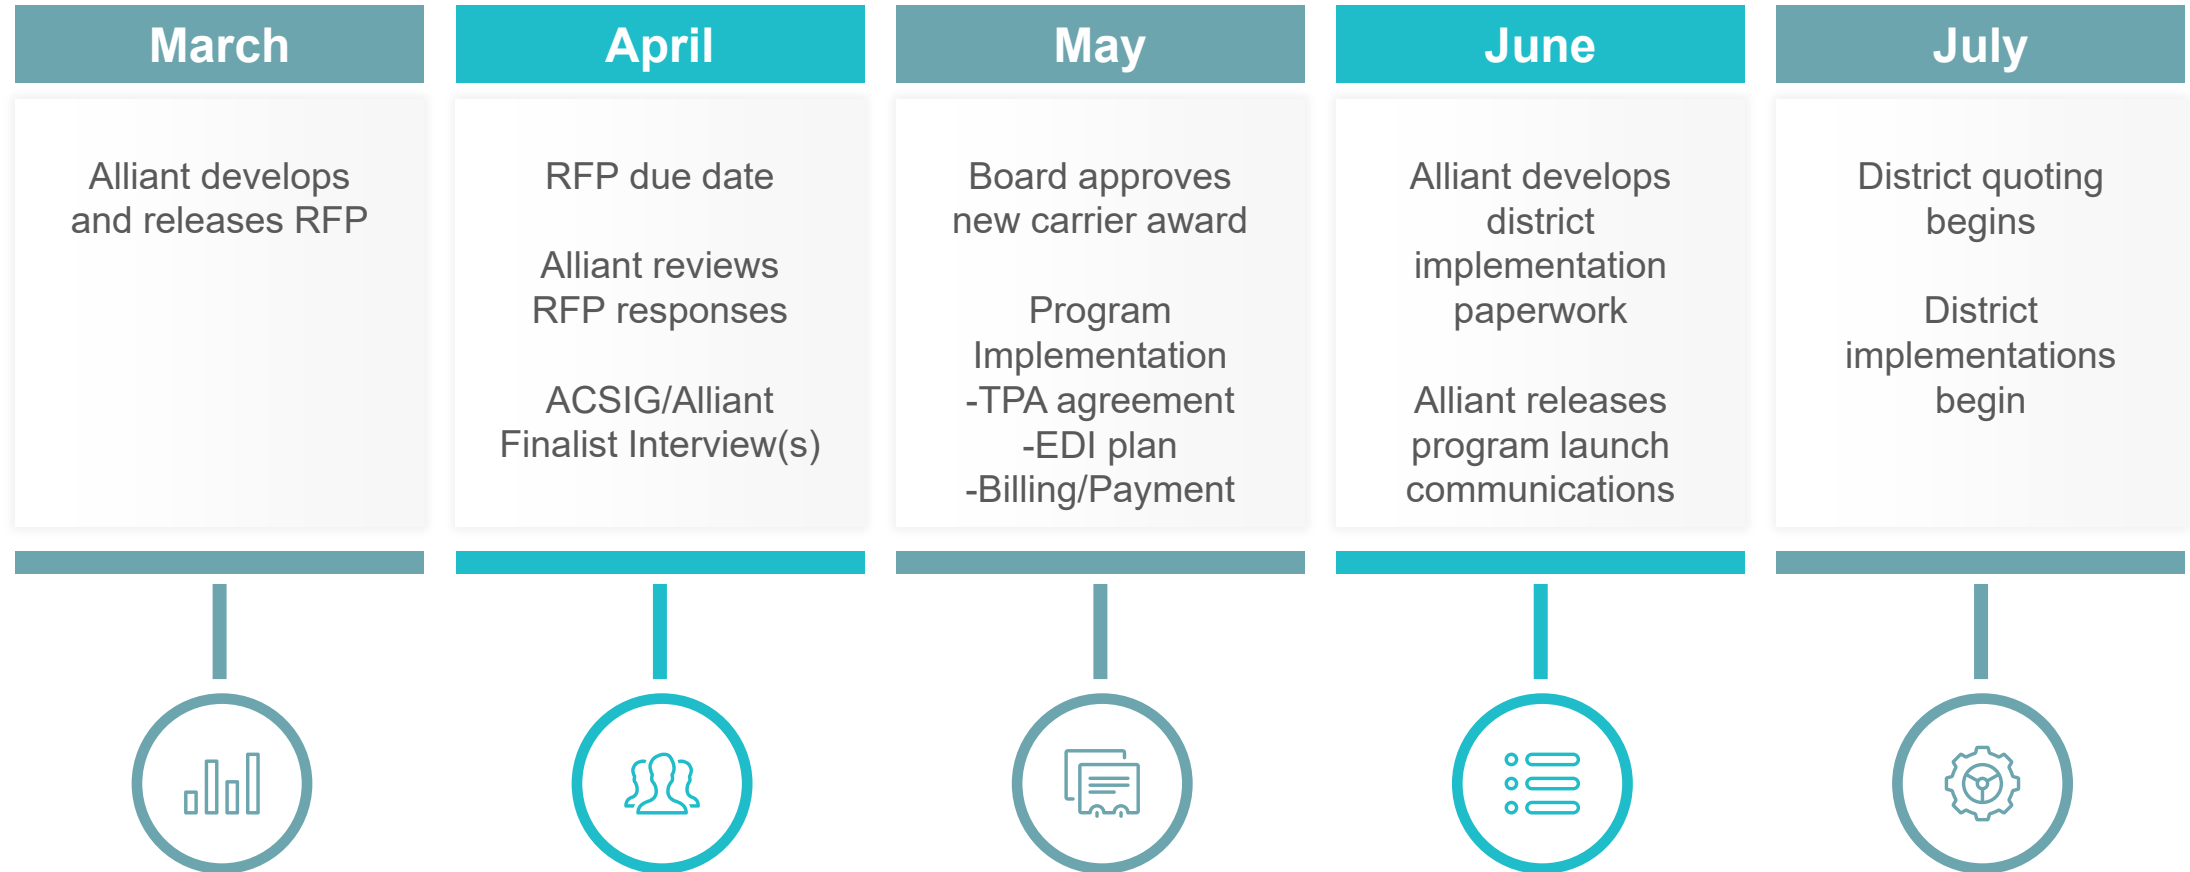 March
Alliant develops
and releases RFP
April
RFP due date
Alliant reviews
RFP responses
ACSIG/Alliant
Finalist Interview(s)
May
Board approves
new carrier award
Program
Implementation
-TPA agreement
-EDI plan
-Billing/Payment
June
Alliant develops
district
implementation
paperwork
Alliant releases
program launch
communications
July
District quoting
begins
District
implementations
begin